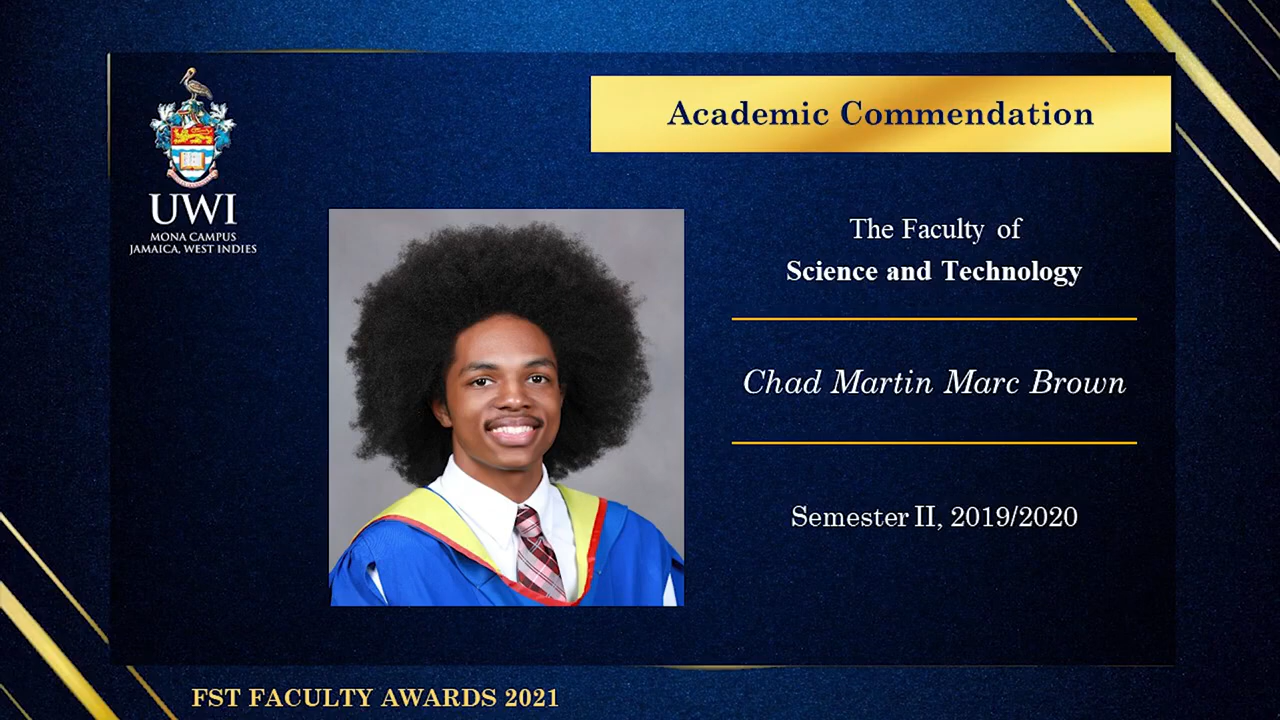 UWI
MONA CAMPUS
JAMAICA, WEST INDIES
Academic Commendation
The Faculty of
Science and Technology
Chad Martin Marc Brown
Semester II, 2019/2020
FST FACULTY AWARDS 2021